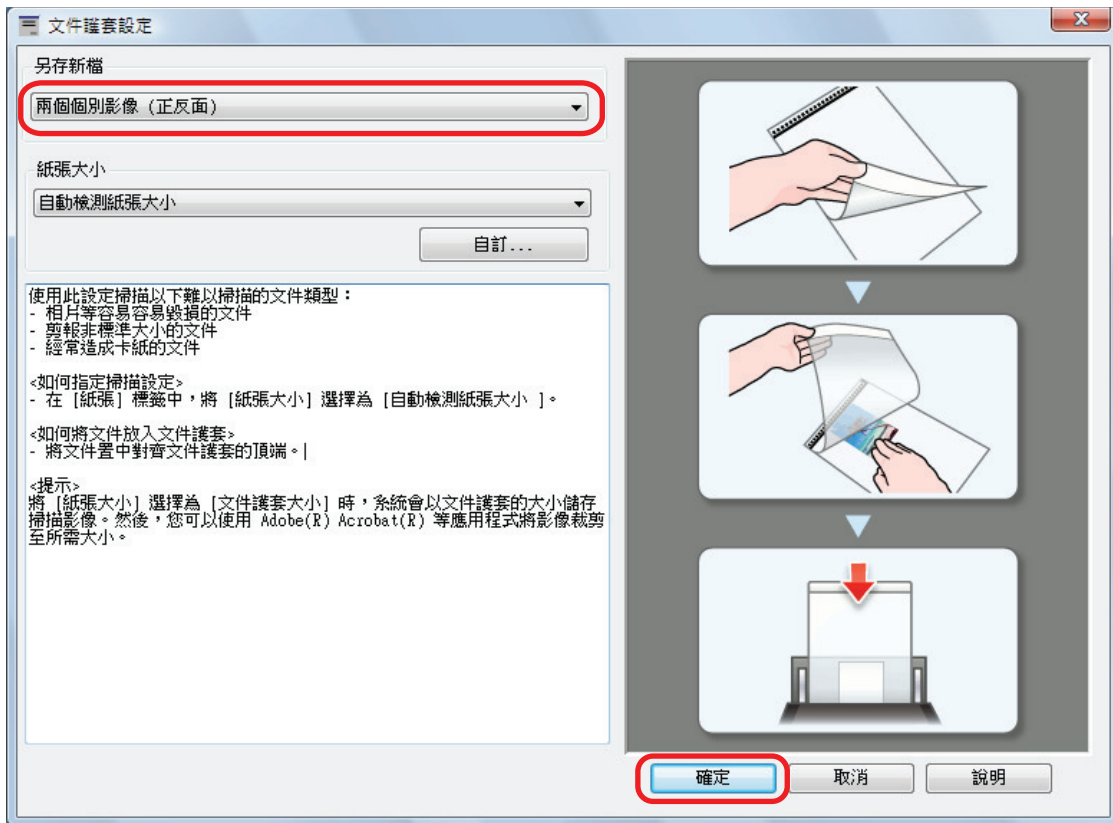 文件護套設定
另存新檔
兩個個別影像 (正反面)
紙張大小
自動檢測紙張大小
自訂...
使用此設定掃描以下難以掃描的文件類型：
- 相片等容易容易毀損的文件
- 剪報非標準大小的文件
- 經常造成卡紙的文件
<如何指定掃描設定>
- 在 [紙張] 標籤中，將 [紙張大小] 選擇為 [自動檢測紙張大小 ]。
<如何將文件放入文件護套>
- 將文件置中對齊文件護套的頂端。
<提示>
將 [紙張大小] 選擇為 [文件護套大小] 時，系統會以文件護套的大小儲存
掃描影像。然後，您可以使用 Adobe(R) Acrobat(R) 等應用程式將影像裁剪
至所需大小。
確定
取消
說明